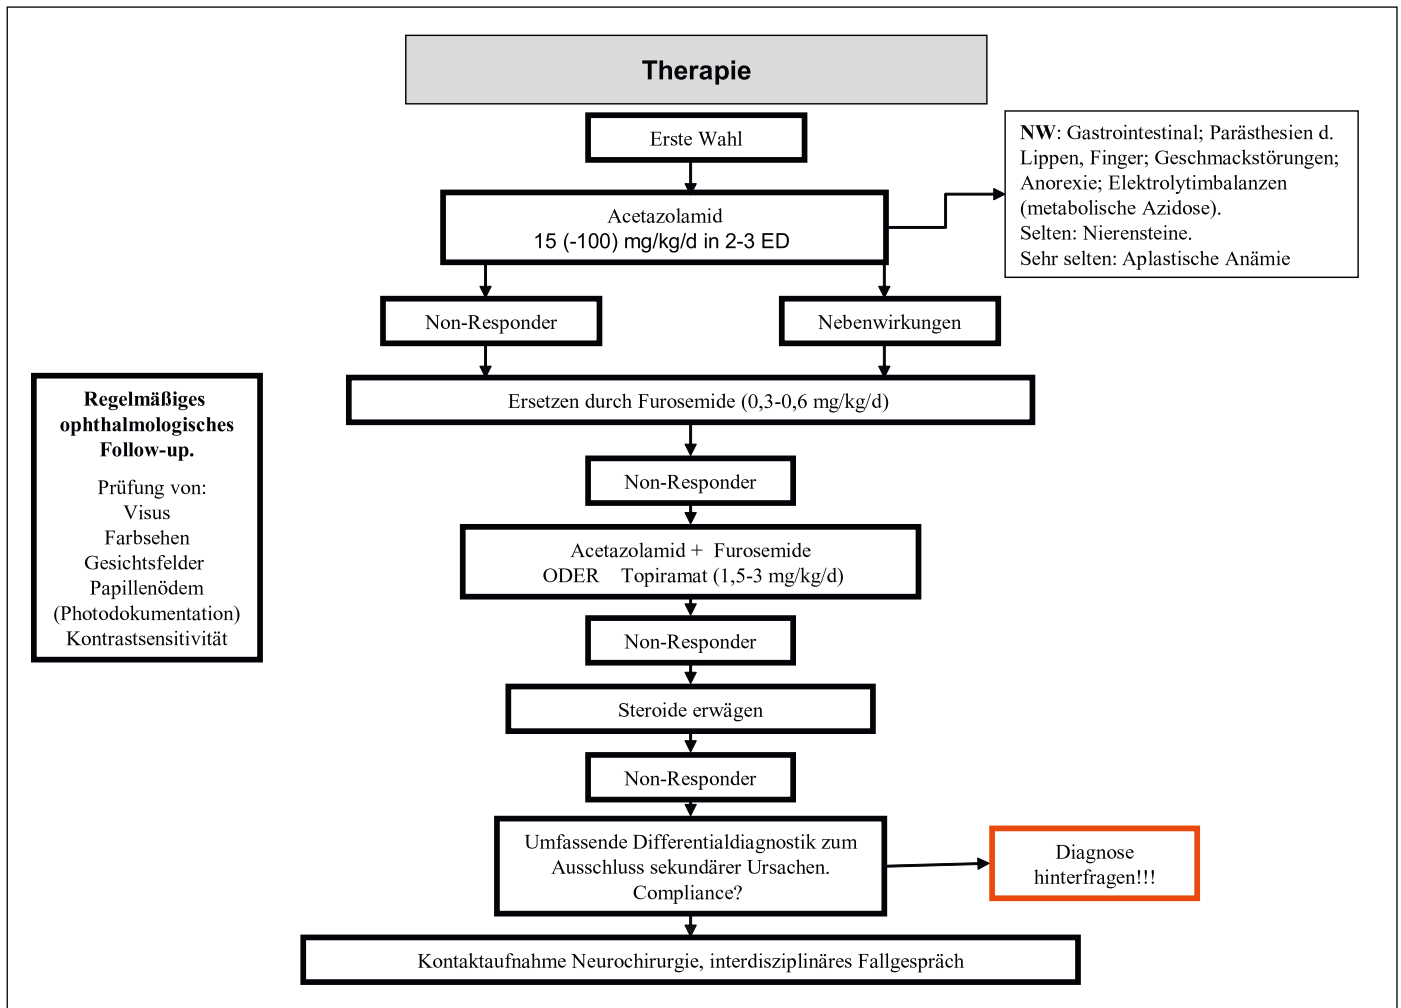 Therapie
Erste Wahl
NW: Gastrointestinal; Parästhesien d.
Lippen, Finger; Geschmackstörungen;
Anorexie; Elektrolytimbalanzen
(metabolische Azidose).
Selten: Nierensteine.
Sehr selten: Aplastische Anämie
Acetazolamid
15 (-100) mg/kg/d in 2-3 ED
Non-Responder
Nebenwirkungen
Ersetzen durch Furosemide (0,3-0,6 mg/kg/d)
Regelmäßiges
ophthalmologisches
Follow-up.
Prüfung von:
Visus
Farbsehen
Gesichtsfelder
Papillenödem
(Photodokumentation)
Kontrastsensitivität
Non-Responder
Acetazolamid + Furosemide
ODER Topiramat (1,5-3 mg/kg/d)
Non-Responder
Steroide erwägen
Non-Responder
Umfassende Differentialdiagnostik zum
Ausschluss sekundärer Ursachen.
Compliance?
Diagnose
hinterfragen!!!
Kontaktaufnahme Neurochirurgie, interdisziplinäres Fallgespräch